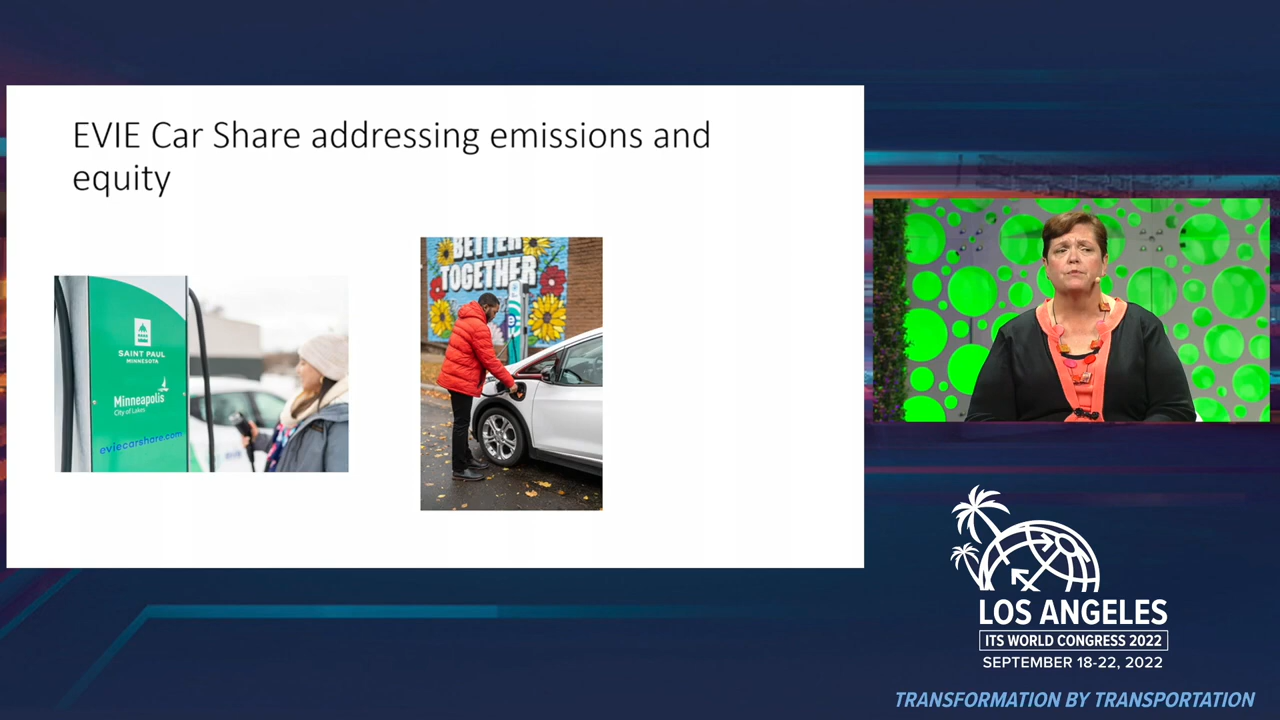 EVIE Car Share addressing emissions and
equity
SAINT PAUL
MINNESOTA
Minneapolis
City of Lakes
eviecarshare.com
BETTER
TOGETHER
LOS ANGELES
ITS WORLD CONGRESS 2022
SEPTEMBER 18-22, 2022
TRANSFORMATION BY TRANSPORTATION